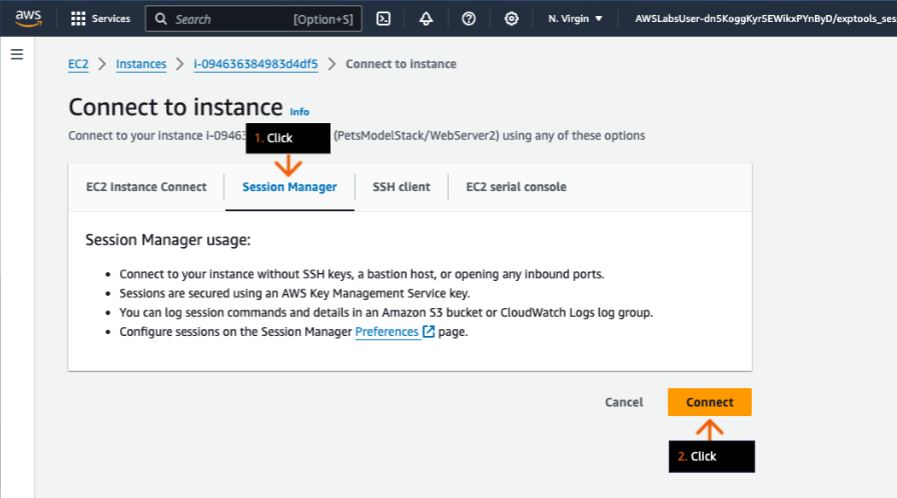 aws Services Search [Option+S] N. Virgin AWSLabsUser-dn5KoggKyr5EWikxPYnByD/exptools_ses
EC2 > Instances > i-094636384983d4df5 > Connect to instance
Connect to instance Info
Connect to your instance i-09463 (PetsModelStack/WebServer2) using any of these options
1. Click
EC2 Instance Connect Session Manager SSH client EC2 serial console
Session Manager usage:
• Connect to your instance without SSH keys, a bastion host, or opening any inbound ports.
• Sessions are secured using an AWS Key Management Service key.
• You can log session commands and details in an Amazon S3 bucket or CloudWatch Logs log group.
• Configure sessions on the Session Manager Preferences page.
Cancel Connect
2. Click